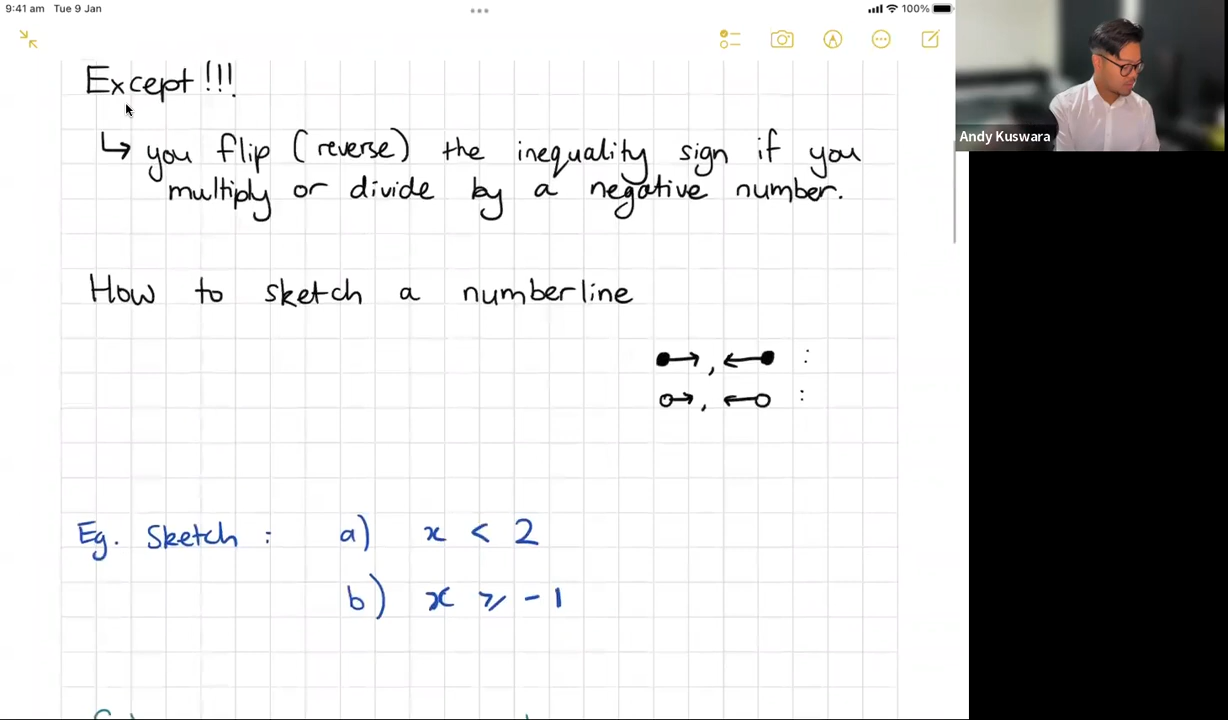 9:41 am Tue 9 Jan
100%
Andy Kuswara
Except !!!
↳ you flip (reverse) the inequality sign if you
multiply or divide by a negative number.
How to sketch a numberline
●→, ←● :
○→, ←○ :
Eg. Sketch : a) x < 2
b) x ⩾ -1